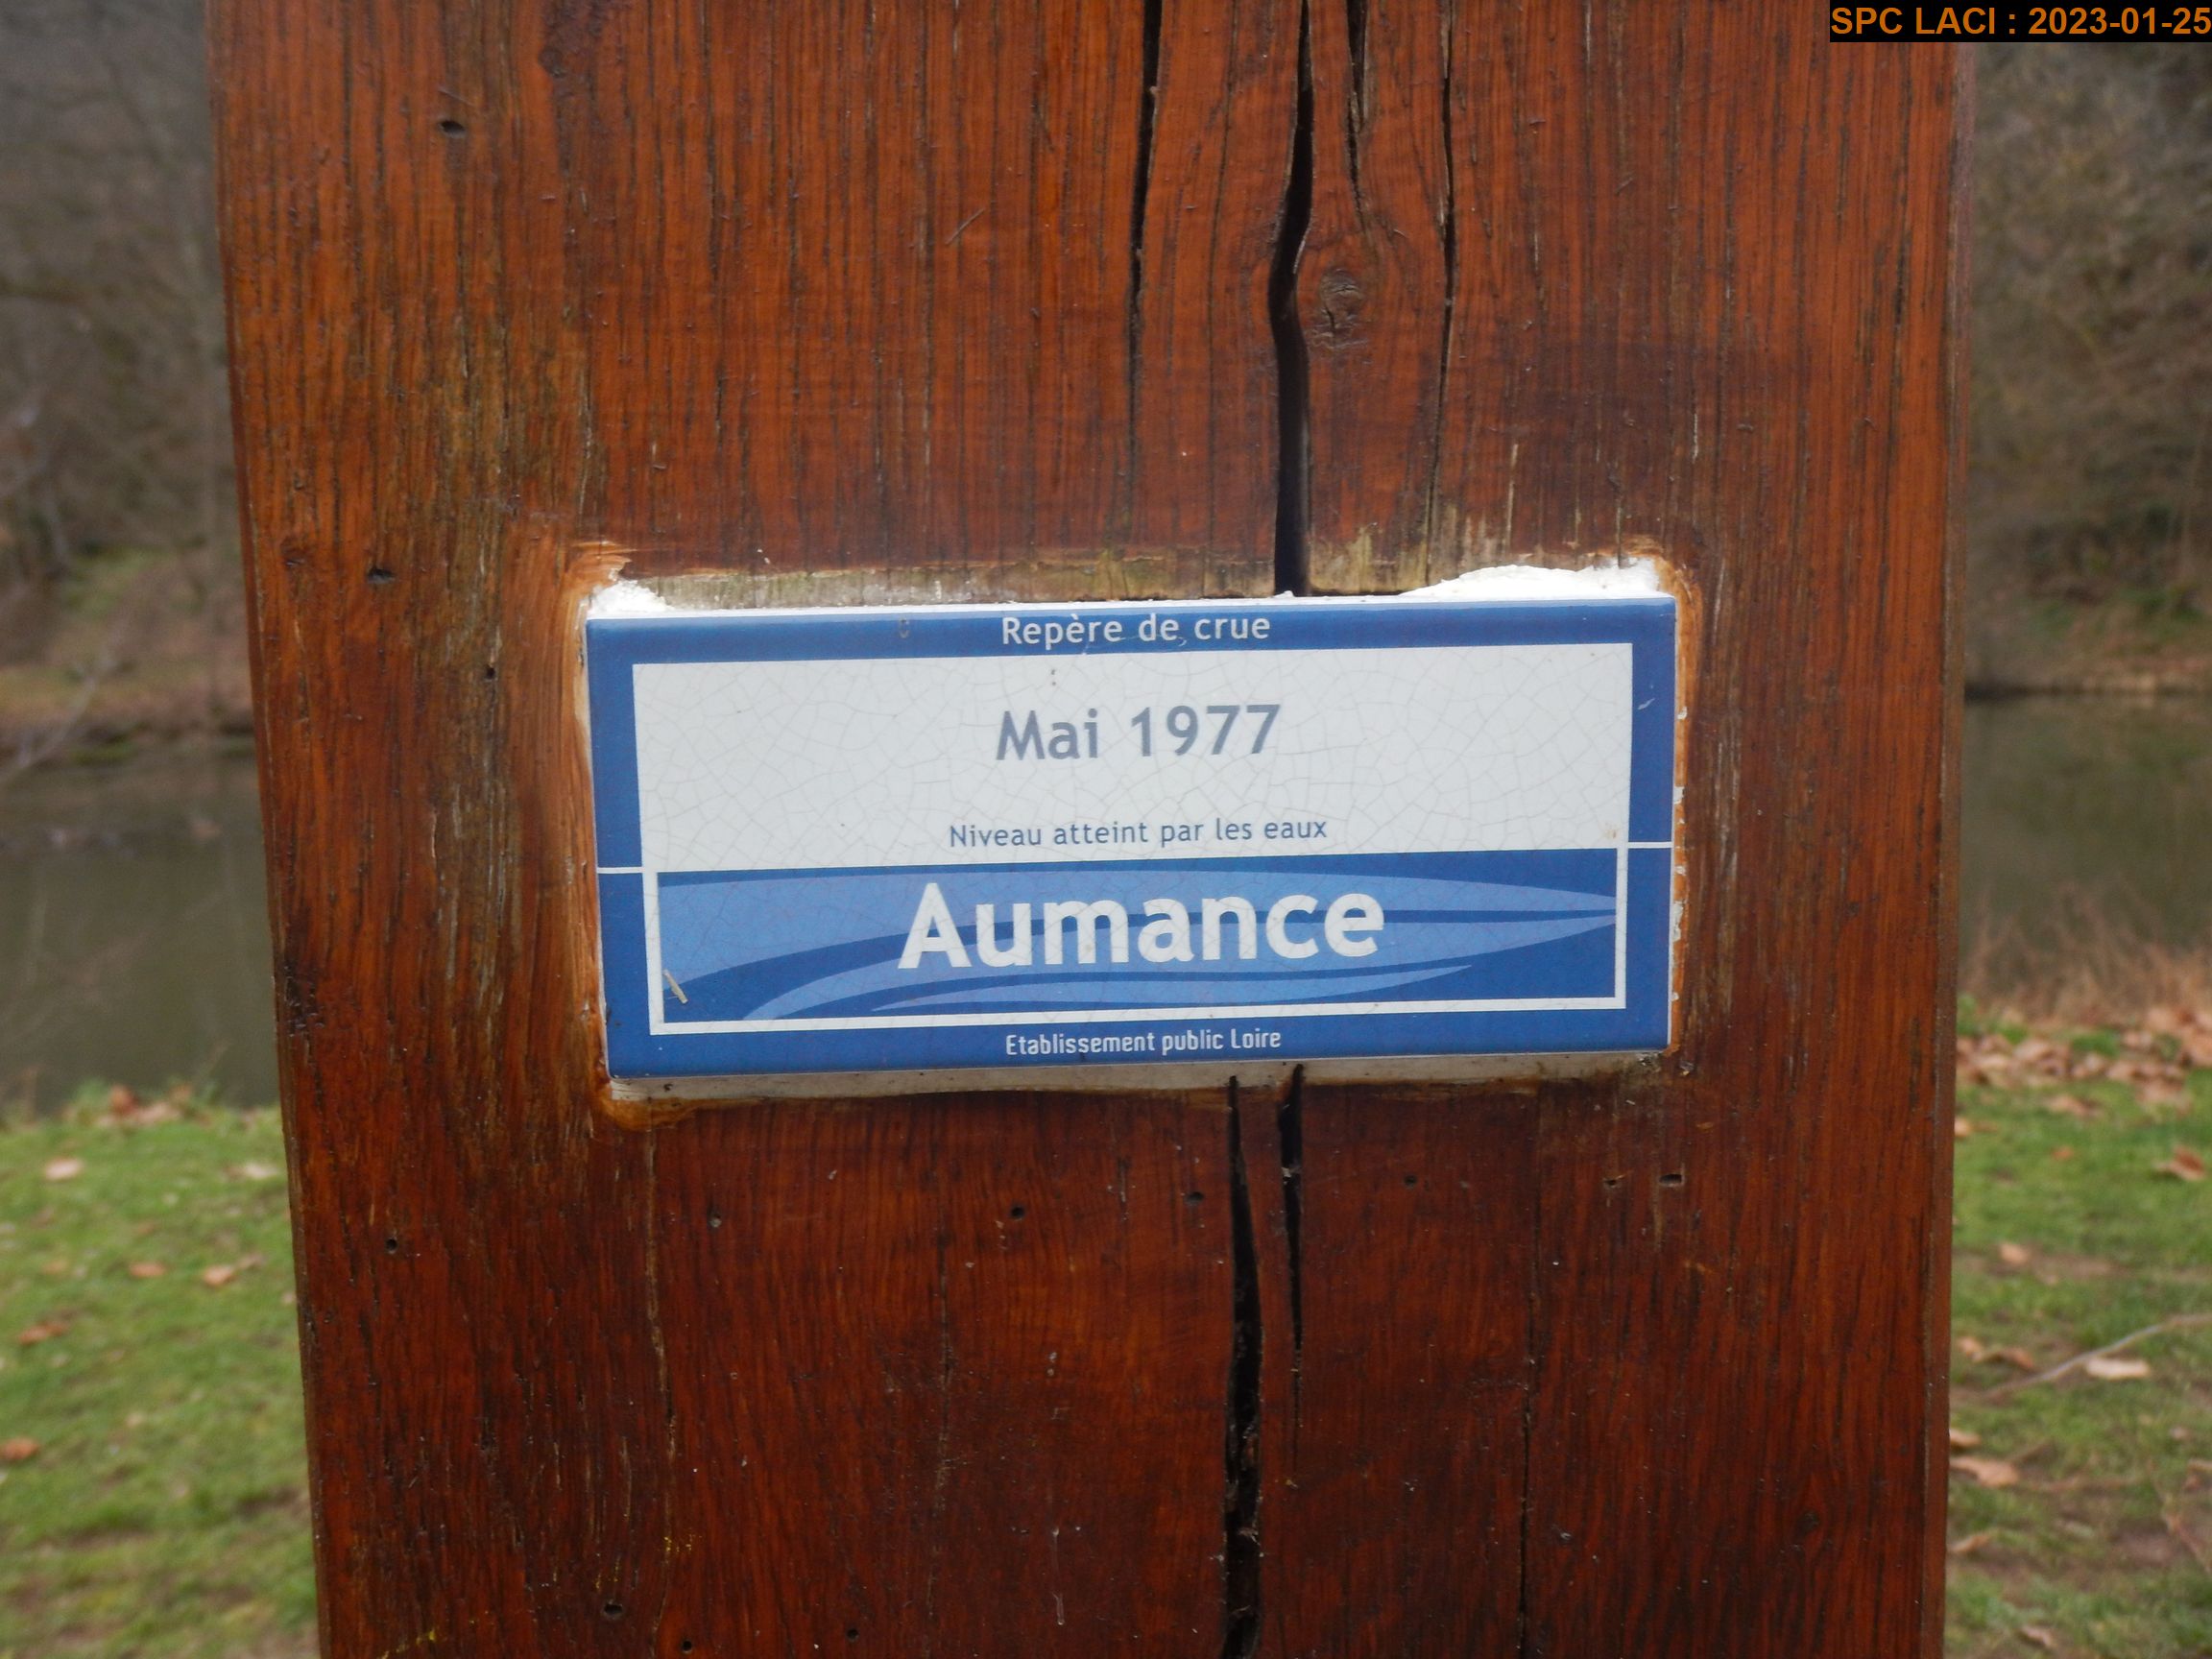 SPC LACI : 2023-01-25
Repère de crue
Mai 1977
Niveau atteint par les eaux
Aumance
Etablissement public Loire